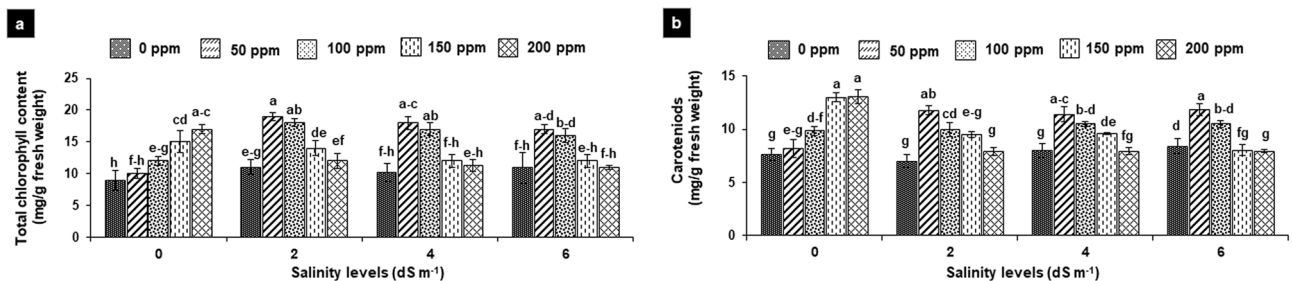 a
0 ppm 50 ppm 100 ppm 150 ppm 200 ppm
Total chlorophyll content
(mg/g fresh weight)
25
20
15
10
5
0
h f-h e-g cd a-c
e-g a ab de ef
f-h a-c ab f-h e-h
f-h a-d b-d e-h f-h
0 2 4 6
Salinity levels (dS m-1)
b
0 ppm 50 ppm 100 ppm 150 ppm 200 ppm
Caroteniods
(mg/g fresh weight)
15
10
5
0
g e-g d-f a a
g ab cd e-g g
g a-c b-d de fg
d a b-d fg g
0 2 4 6
Salinity levels (dS m-1)